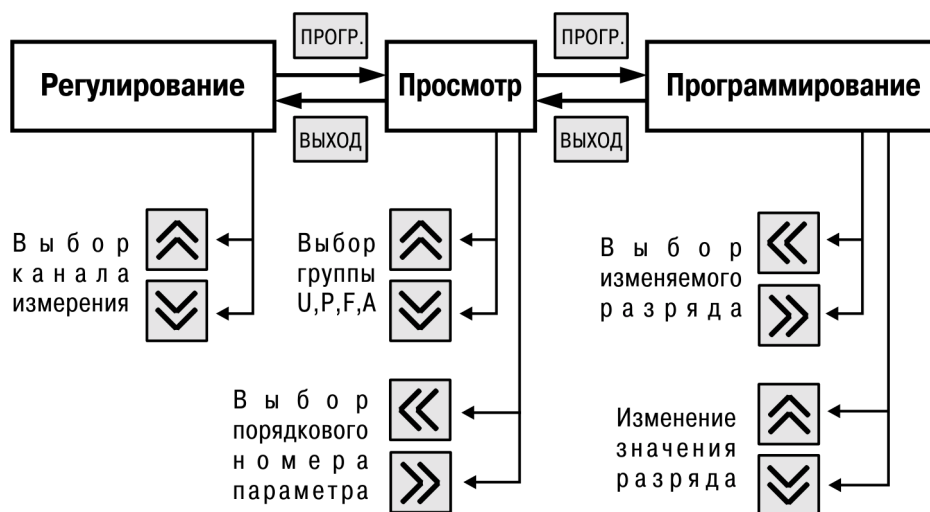 ПРОГР.
ПРОГР.
Регулирование
Просмотр
Программирование
ВЫХОД
ВЫХОД
Выбор
канала
измерения
Выбор
группы
U,P,F,A
Выбор
изменяемого
разряда
Выбор
порядкового
номера
параметра
Изменение
значения
разряда